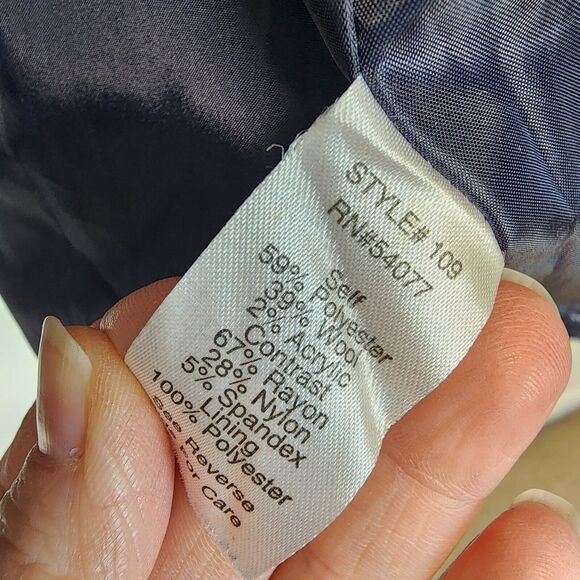 STYLE# 109
RN#54077
Self
59% Polyester
39% Wool
2% Acrylic
Contrast
67% Rayon
28% Nylon
5% Spandex
Lining
100% Polyester
See Reverse
For Care